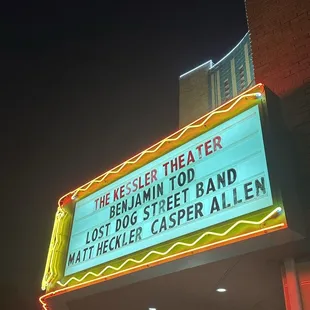 THE KESSLER THEATER
BENJAMIN TOD
LOST DOG STREET BAND
MATT HECKLER CASPER ALLEN